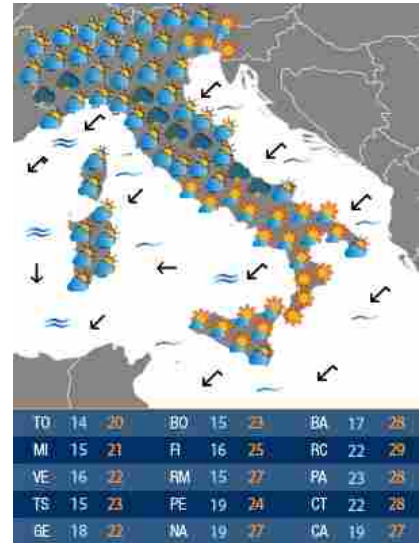 TO 14 20 BO 15 23 BA 17 28
MI 15 21 FI 16 25 RC 22 29
VE 16 22 RM 15 27 PA 23 28
TS 15 23 PE 19 24 CT 22 28
GE 18 22 NA 19 27 CA 19 27